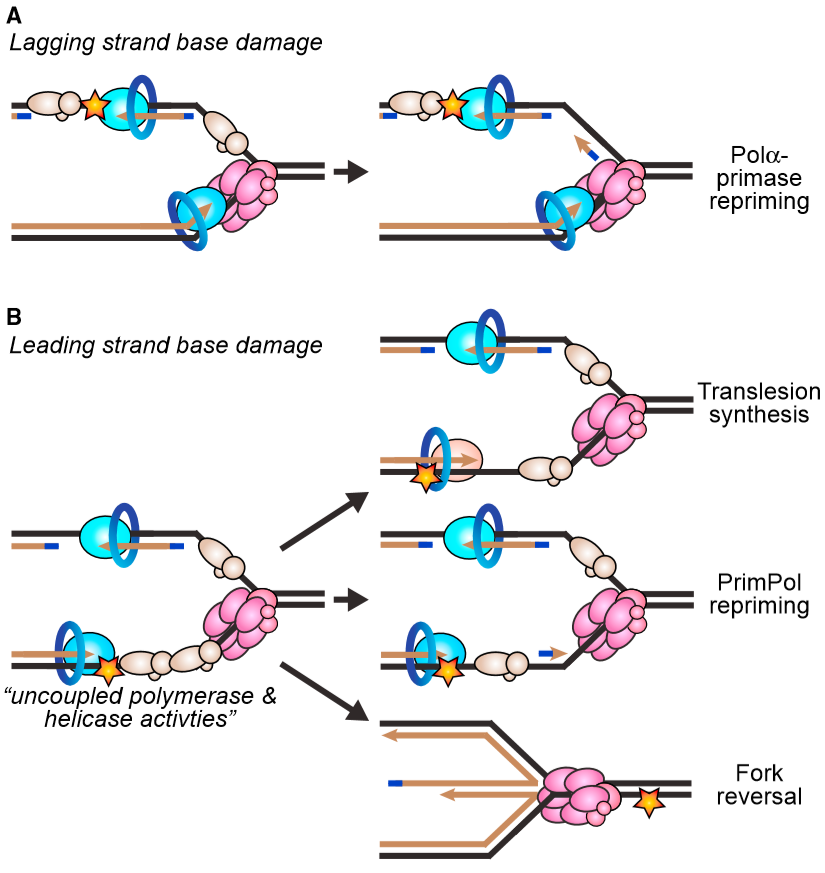 A
Lagging strand base damage
Polα-
primase
repriming
B
Leading strand base damage
Translesion
synthesis
PrimPol
repriming
“uncoupled polymerase &
helicase activties”
Fork
reversal